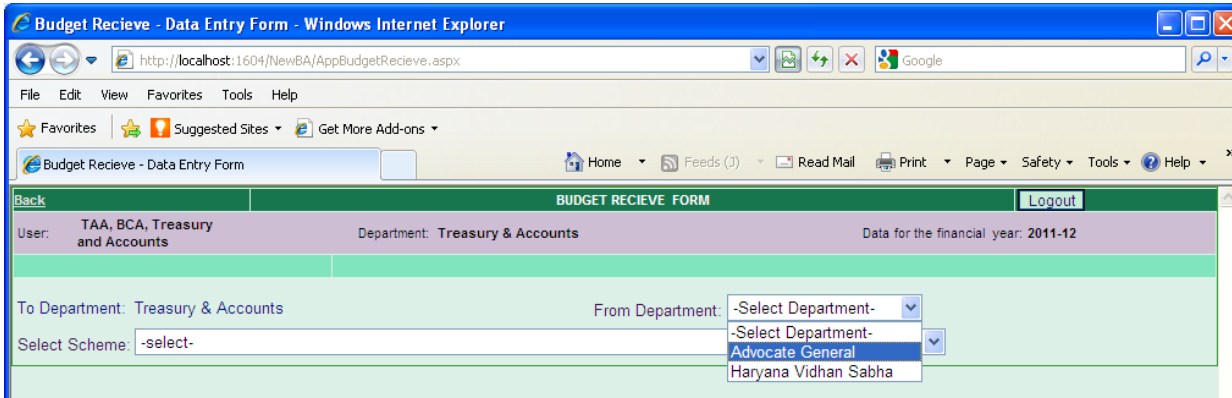 Budget Recieve - Data Entry Form - Windows Internet Explorer
http://localhost:1604/NewBA/AppBudgetRecieve.aspx
Google
File Edit View Favorites Tools Help
Favorites Suggested Sites Get More Add-ons
Budget Recieve - Data Entry Form Home Feeds (J) Read Mail Print Page Safety Tools Help »
Back BUDGET RECIEVE FORM Logout
User: TAA, BCA, Treasury and Accounts Department: Treasury & Accounts Data for the financial year: 2011-12
To Department: Treasury & Accounts From Department: -Select Department-
Select Scheme: -select- -Select Department-
Advocate General
Haryana Vidhan Sabha